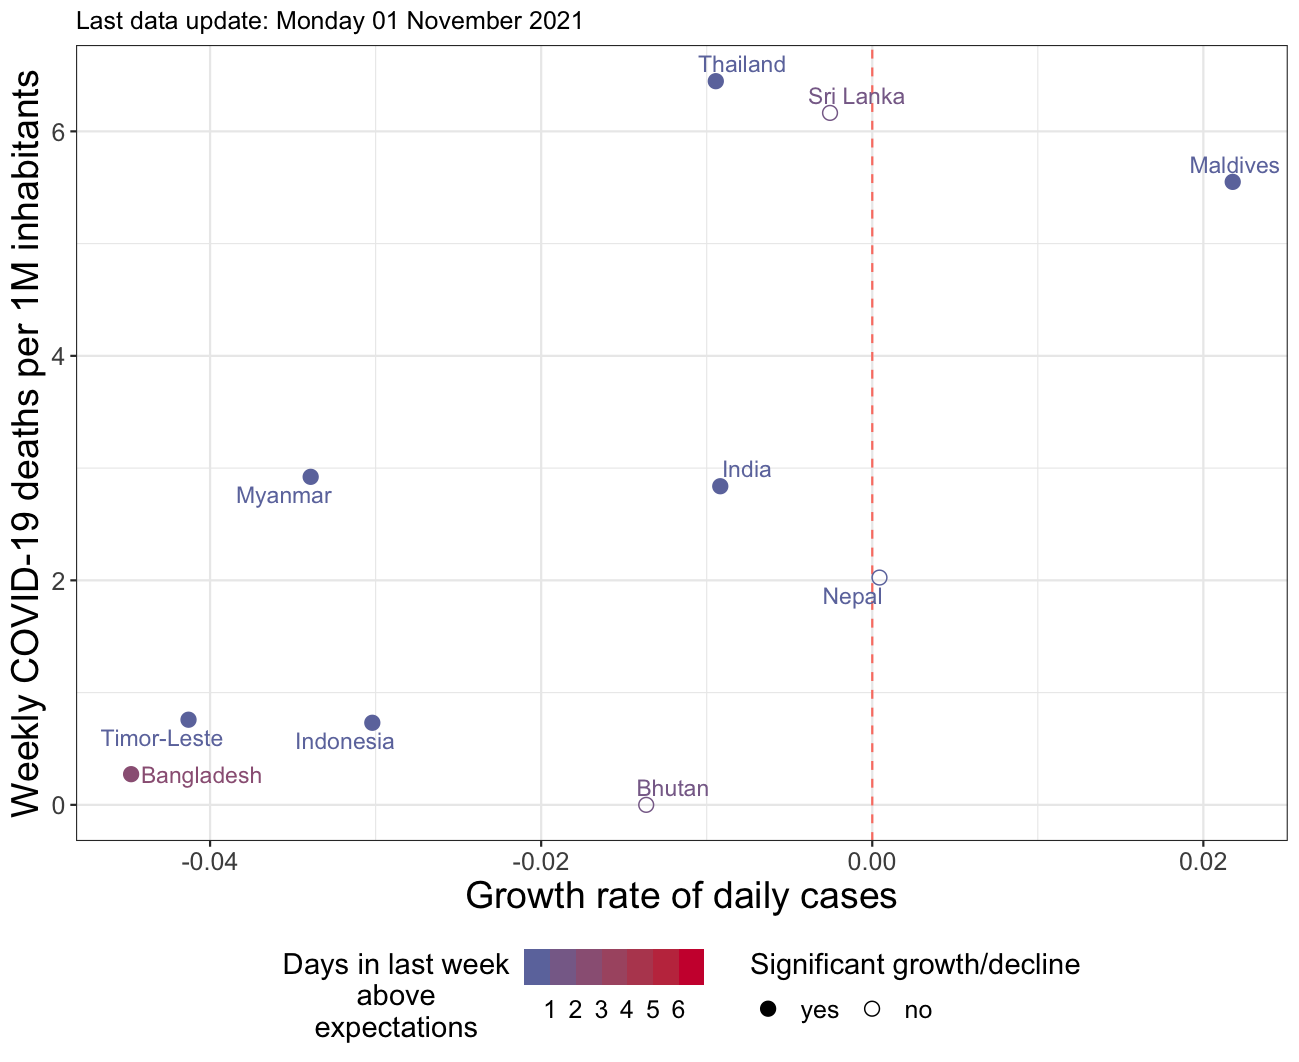 Last data update: Monday 01 November 2021
Weekly COVID-19 deaths per 1M inhabitants
6
4
2
0
Thailand
Sri Lanka
Maldives
India
Myanmar
Nepal
Timor-Leste
Indonesia
Bangladesh
Bhutan
-0.04 -0.02 0.00 0.02
Growth rate of daily cases
Days in last week
above
expectations
1 2 3 4 5 6
Significant growth/decline
yes no